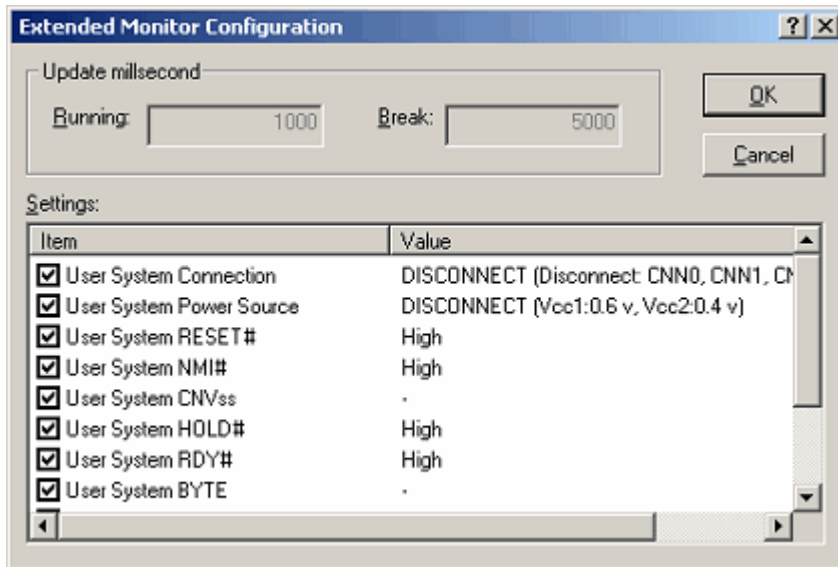 Extended Monitor Configuration
Update millsecond
Running: 1000 Break: 5000
OK
Cancel
Settings:
Item Value
User System Connection DISCONNECT (Disconnect: CNN0, CNN1,
User System Power Source DISCONNECT (Vcc1:0.6 v, Vcc2:0.4 v)
User System RESET# High
User System NMI# High
User System CNVss -
User System HOLD# High
User System RDY# High
User System BYTE -